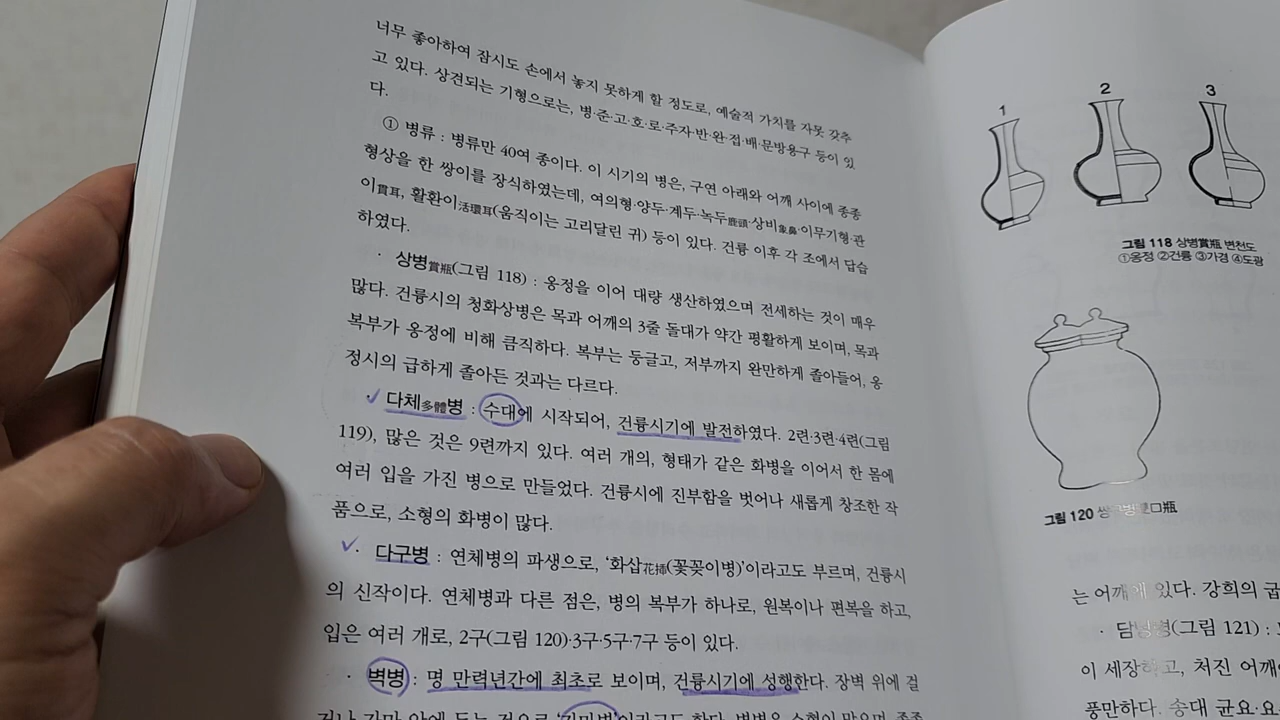 너무 좋아하여 잠시도 손에서 놓지 못하게 할 정도로, 예술적 가치를 자못 갖추
고 있다. 상견되는 기형으로는, 병·준·고·호·로·주자·반·완·접·배·문방용구 등이 있
다.
① 병류 : 병류만 40여 종이다. 이 시기의 병은, 구연 아래와 어깨 사이에 종종
형상을 한 쌍이를 장식하였는데, 여의형·양두·계두·녹두鹿頭·상비象鼻·이무기형·관
이貫耳, 활환이活環耳(움직이는 고리달린 귀) 등이 있다. 건륭 이후 각 조에서 답습
하였다.
· 상병賞甁(그림 118) : 옹정을 이어 대량 생산하였으며 전세하는 것이 매우
많다. 건륭시의 청화상병은 목과 어깨의 3줄 돌대가 약간 평활하게 보이며, 목과
복부가 옹정에 비해 큼직하다. 복부는 둥글고, 저부까지 완만하게 졸아들어, 옹
정시의 급하게 졸아든 것과는 다르다.
다체多體병 : 수대에 시작되어, 건륭시기에 발전하였다. 2련·3련·4련(그림
119), 많은 것은 9련까지 있다. 여러 개의, 형태가 같은 화병을 이어서 한 몸에
여러 입을 가진 병으로 만들었다. 건륭시에 진부함을 벗어나 새롭게 창조한 작
품으로, 소형의 화병이 많다.
· 다구병 : 연체병의 파생으로, ‘화삽花揷(꽃꽂이병)’이라고도 부르며, 건륭시
의 신작이다. 연체병과 다른 점은, 병의 복부가 하나로, 원복이나 편복을 하고,
입은 여러 개로, 2구(그림 120)·3구·5구·7구 등이 있다.
· 벽병 : 명 만력년간에 최초로 보이며, 건륭시기에 성행한다. 장벽 위에 걸
1
2
3
그림 118 상병賞甁 변천도
①옹정 ②건륭 ③가경 ④도광
그림 120
는 어깨에 있다. 강희의 굽
(그림 121) :
이 세장하고, 처진 어깨
풍만하다. 송대 균요·요